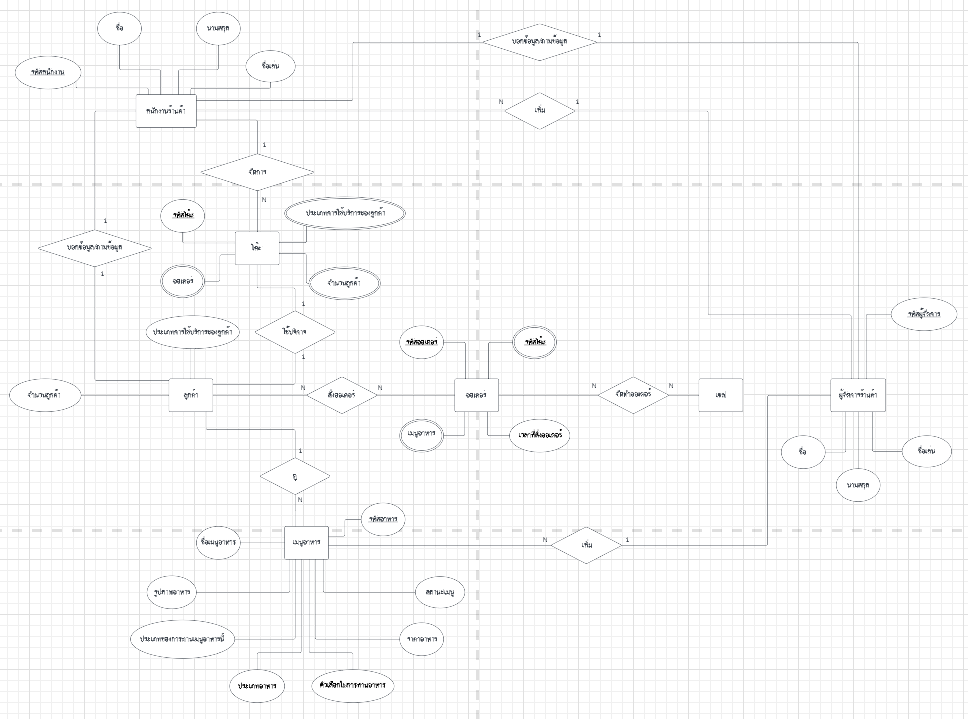 ชื่อ
นามสกุล
1
บอกข้อมูล/ถามข้อมูล
1
รหัสพนักงาน
ชื่อเล่น
พนักงานร้านค้า
N
เพิ่ม
1
1
จัดการ
N
รหัสโต๊ะ
ประเภทการใช้บริการของลูกค้า
1
บอกข้อมูล/ถามข้อมูล
1
โต๊ะ
ออเดอร์
จำนวนลูกค้า
1
ประเภทการใช้บริการของลูกค้า
ใช้บริการ
1
รหัสออเดอร์
รหัสโต๊ะ
รหัสผู้จัดการ
จำนวนลูกค้า
ลูกค้า
N
สั่งออเดอร์
N
ออเดอร์
N
จัดทำออเดอร์
N
เชฟ
ผู้จัดการร้านค้า
เมนูอาหาร
เวลาที่สั่งออเดอร์
ชื่อ
ชื่อเล่น
นามสกุล
1
ดู
N
รหัสอาหาร
ชื่อเมนูอาหาร
เมนูอาหาร
N
เพิ่ม
1
รูปภาพอาหาร
สถานะเมนู
ประเภทของการทานเมนูอาหารนี้
ราคาอาหาร
ประเภทอาหาร
ตัวเลือกในการทานอาหาร